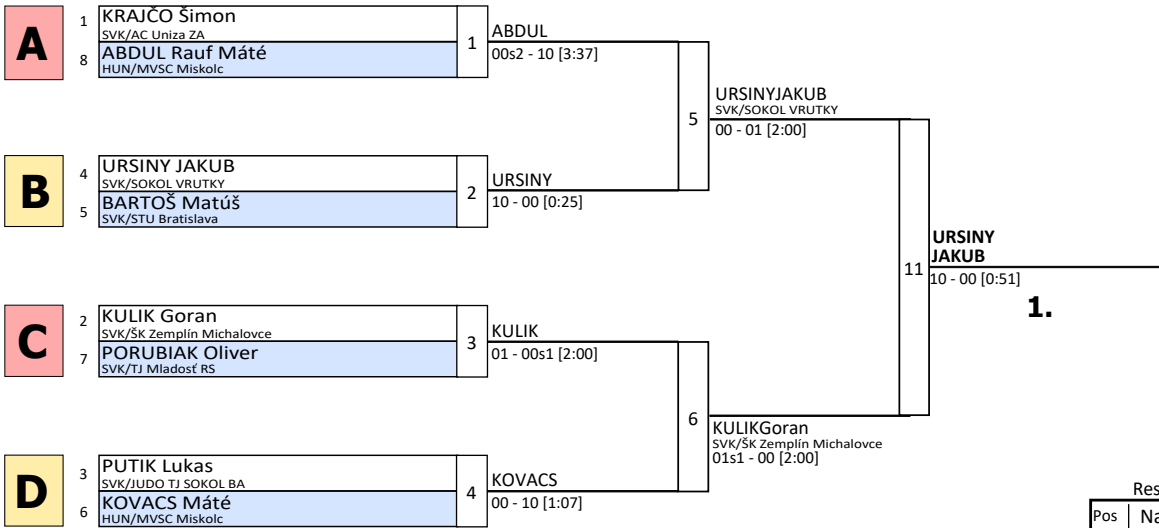 A
1 KRAJČO Šimon
SVK/AC Uniza ZA
8 ABDUL Rauf Máté
HUN/MVSC Miskolc
1
ABDUL
00s2 - 10 [3:37]
B
4 URSINY JAKUB
SVK/SOKOL VRUTKY
5 BARTOŠ Matúš
SVK/STU Bratislava
2
URSINY
10 - 00 [0:25]
5
URSINYJAKUB
SVK/SOKOL VRUTKY
00 - 01 [2:00]
C
2 KULIK Goran
SVK/ŠK Zemplín Michalovce
7 PORUBIAK Oliver
SVK/TJ Mladosť RS
3
KULIK
01 - 00s1 [2:00]
D
3 PUTIK Lukas
SVK/JUDO TJ SOKOL BA
6 KOVACS Máté
HUN/MVSC Miskolc
4
KOVACS
00 - 10 [1:07]
6
KULIKGoran
SVK/ŠK Zemplín Michalovce
01s1 - 00 [2:00]
11
URSINY
JAKUB
10 - 00 [0:51]
1.
Res
Pos Na